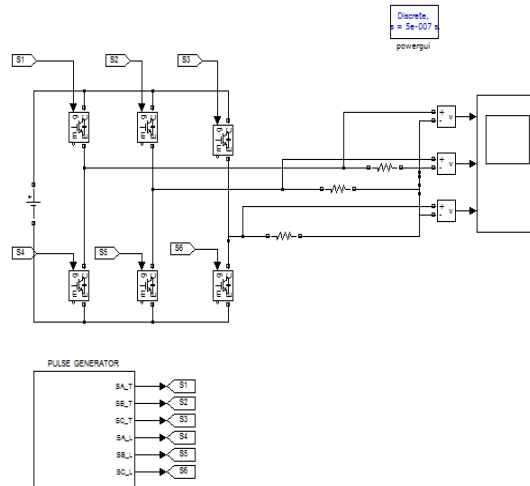 Discrete,
s = 5e-007 s.
powergui
S1
S2
S3
g C
m E
g C
m E
g C
m E
+ v
-
+ v
-
+ v
-
+
S4
S5
S6
g C
m E
g C
m E
g C
m E
PULSE GENERATOR
SA_T
S1
SB_T
S2
SC_T
S3
SA_L
S4
SB_L
S5
SC_L
S6